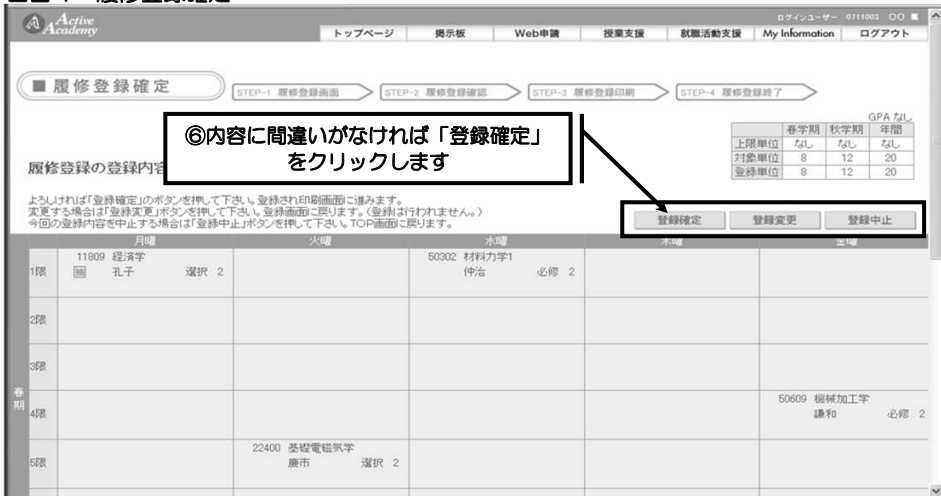 Active Academy
ログインユーザー 0711003 〇〇
トップページ 掲示板 Web申請 授業支援 就職活動支援 My Information ログアウト
■ 履修登録確定
STEP-1 履修登録画面 STEP-2 履修登録確認 STEP-3 履修登録印刷 STEP-4 履修登録終了
⑥内容に間違いがなければ「登録確定」
をクリックします
GPA なし
春学期 秋学期 年間
上限単位 なし なし なし
対象単位 8 12 20
登録単位 8 12 20
履修登録の登録内容
よろしければ「登録確定」のボタンを押して下さい。登録され印刷画面に進みます。
変更する場合は「登録変更」ボタンを押して下さい。登録画面に戻ります。(登録は行われません。)
今回の登録内容を中止する場合は「登録中止」ボタンを押して下さい。TOP画面に戻ります。
登録確定 登録変更 登録中止
月曜 火曜 水曜 木曜 金曜
春期
1限
11809 経済学
孔子 選択 2
50302 材料力学1
仲治 必修 2
2限
3限
4限
50609 機械加工学
謙和 必修 2
5限
22400 基礎電磁気学
慶市 選択 2